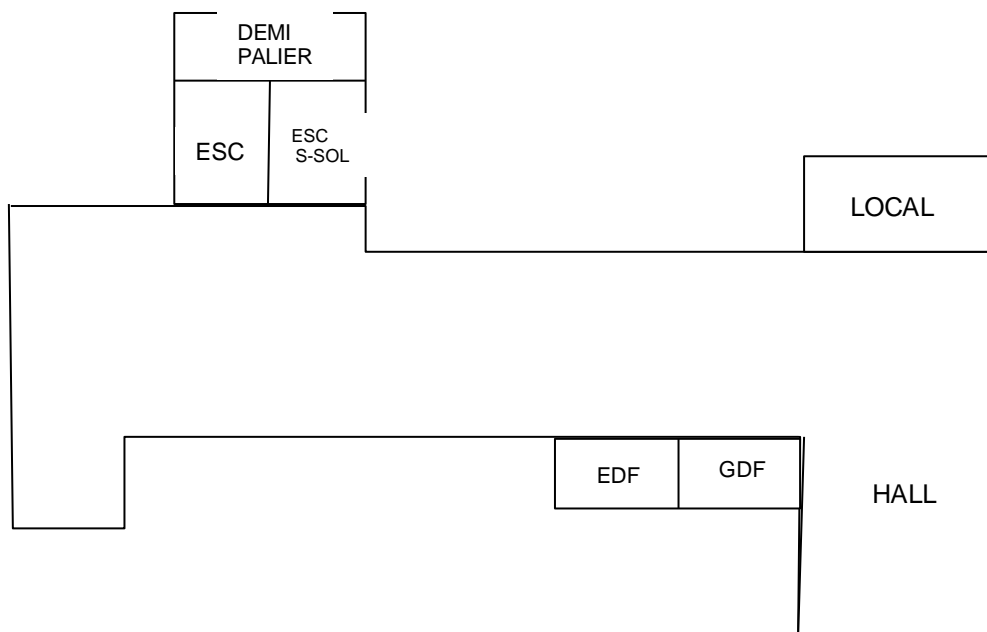 DEMI
PALIER
ESC
ESC
S-SOL
LOCAL
EDF
GDF
HALL